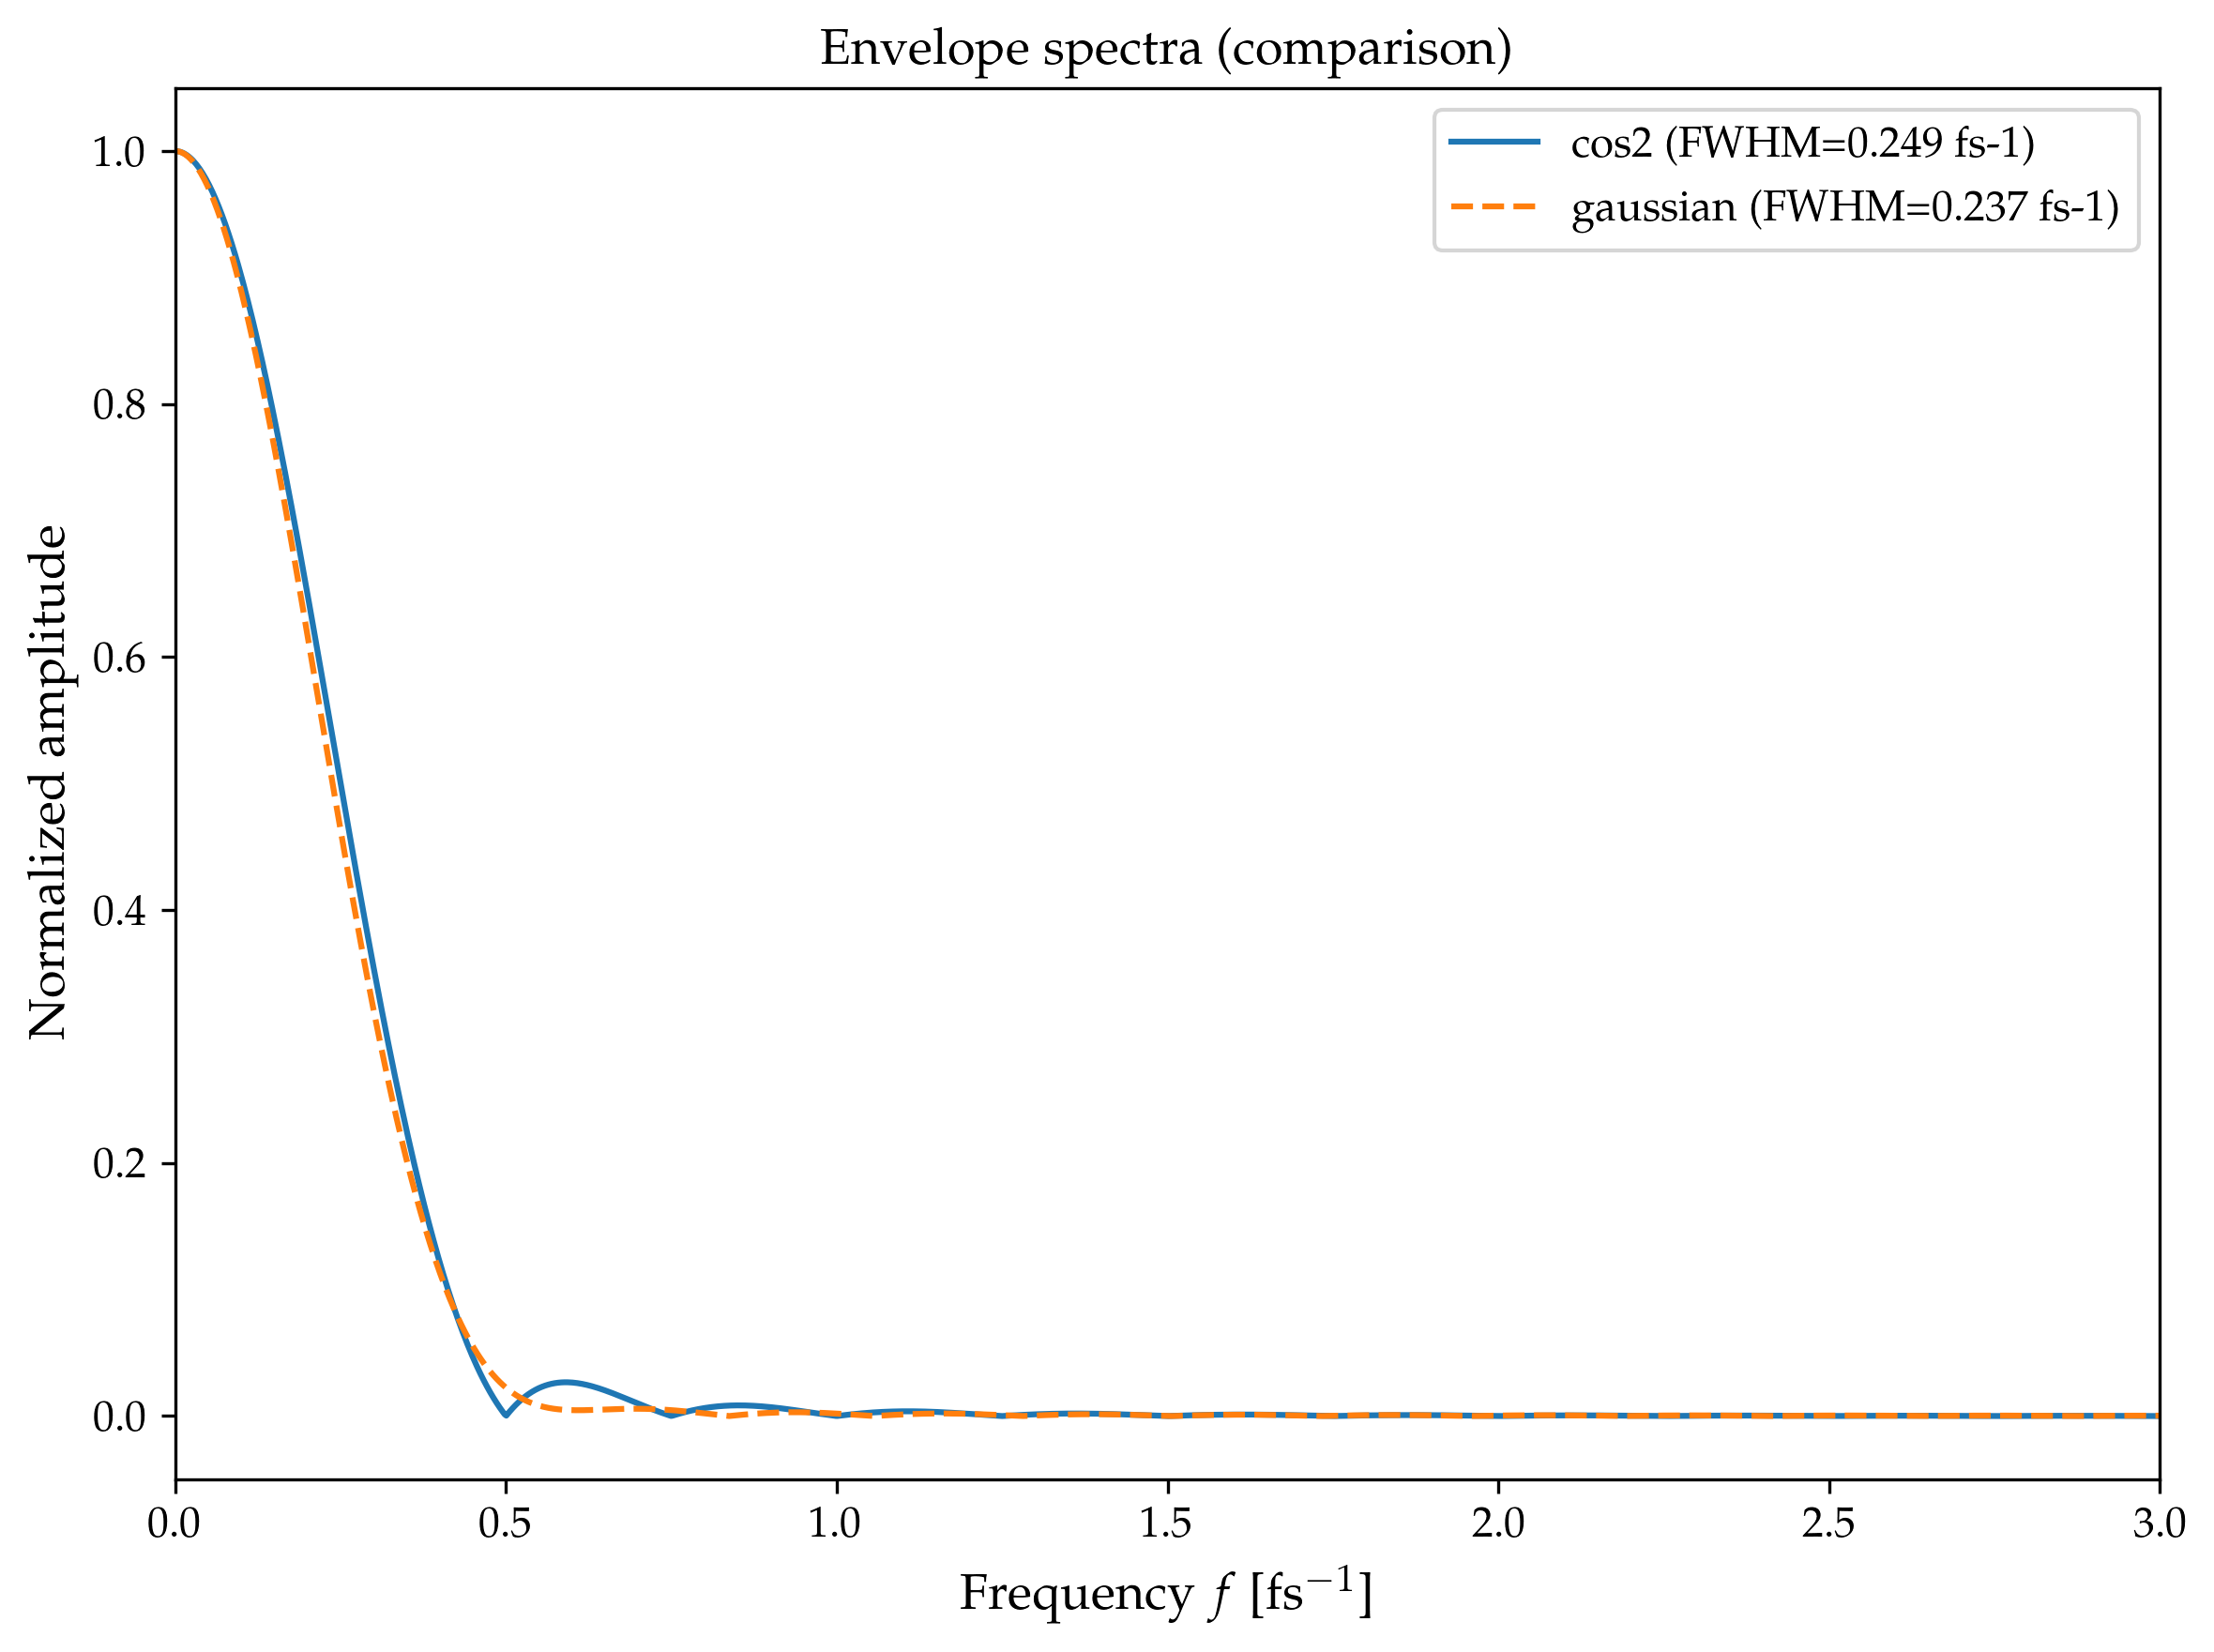 Envelope spectra (comparison)
cos2 (FWHM=0.249 fs-1)
gaussian (FWHM=0.237 fs-1)
Normalized amplitude
1.0
0.8
0.6
0.4
0.2
0.0
0.0 0.5 1.0 1.5 2.0 2.5 3.0
Frequency f [fs⁻¹]